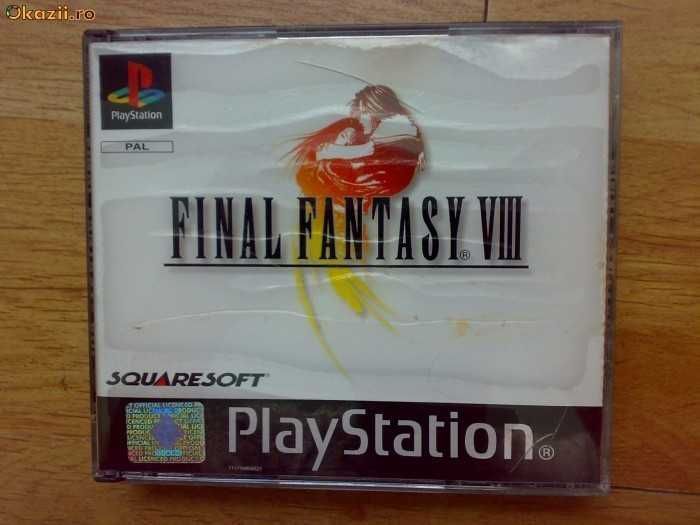 Okazii.ro
PlayStation
PAL
FINAL FANTASY® VIII
SQUARESOFT®
PlayStation®